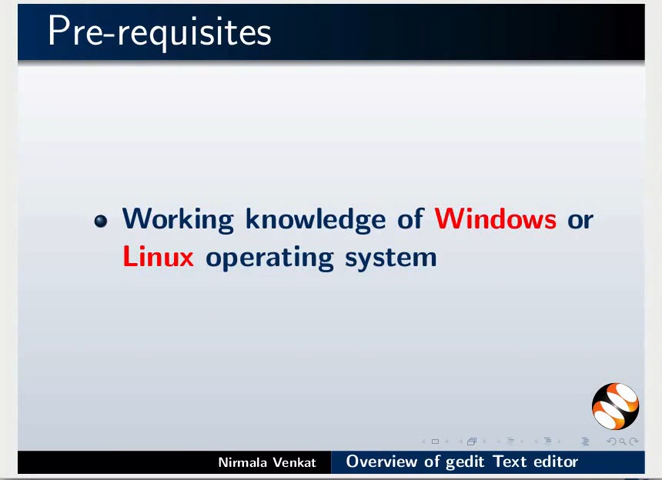 Pre-requisites
Working knowledge of Windows or
Linux operating system
Nirmala Venkat
Overview of gedit Text editor